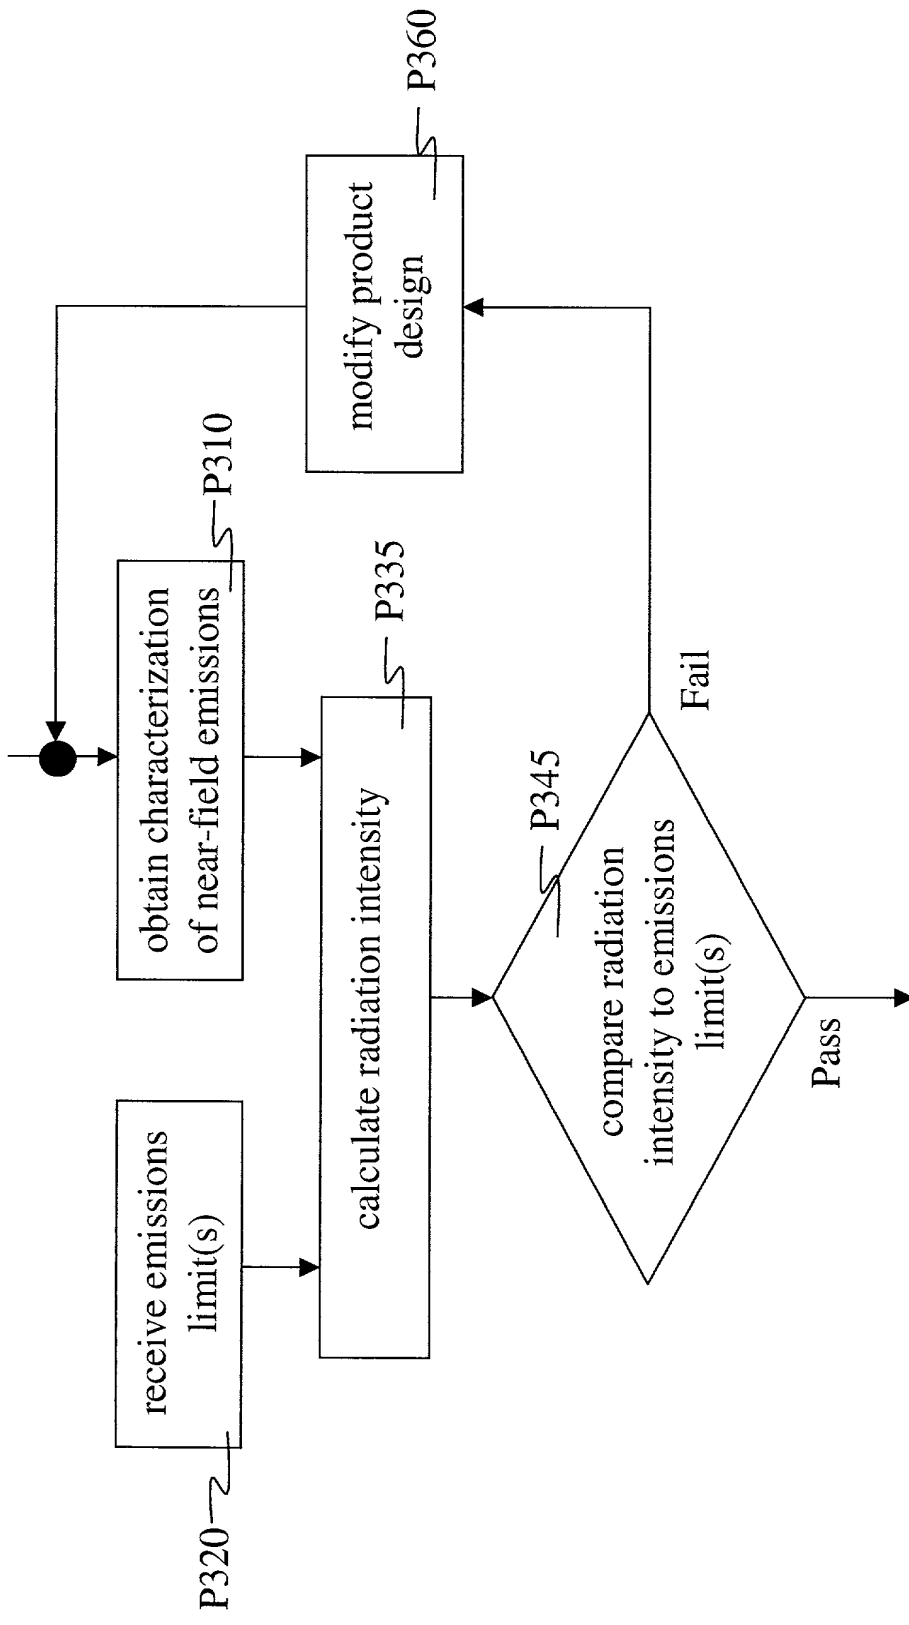 P320
receive emissions
limit(s)
obtain characterization
of near-field emissions
P310
calculate radiation intensity
P335
modify product
design
P360
compare radiation
intensity to emissions
limit(s)
P345
Fail
Pass